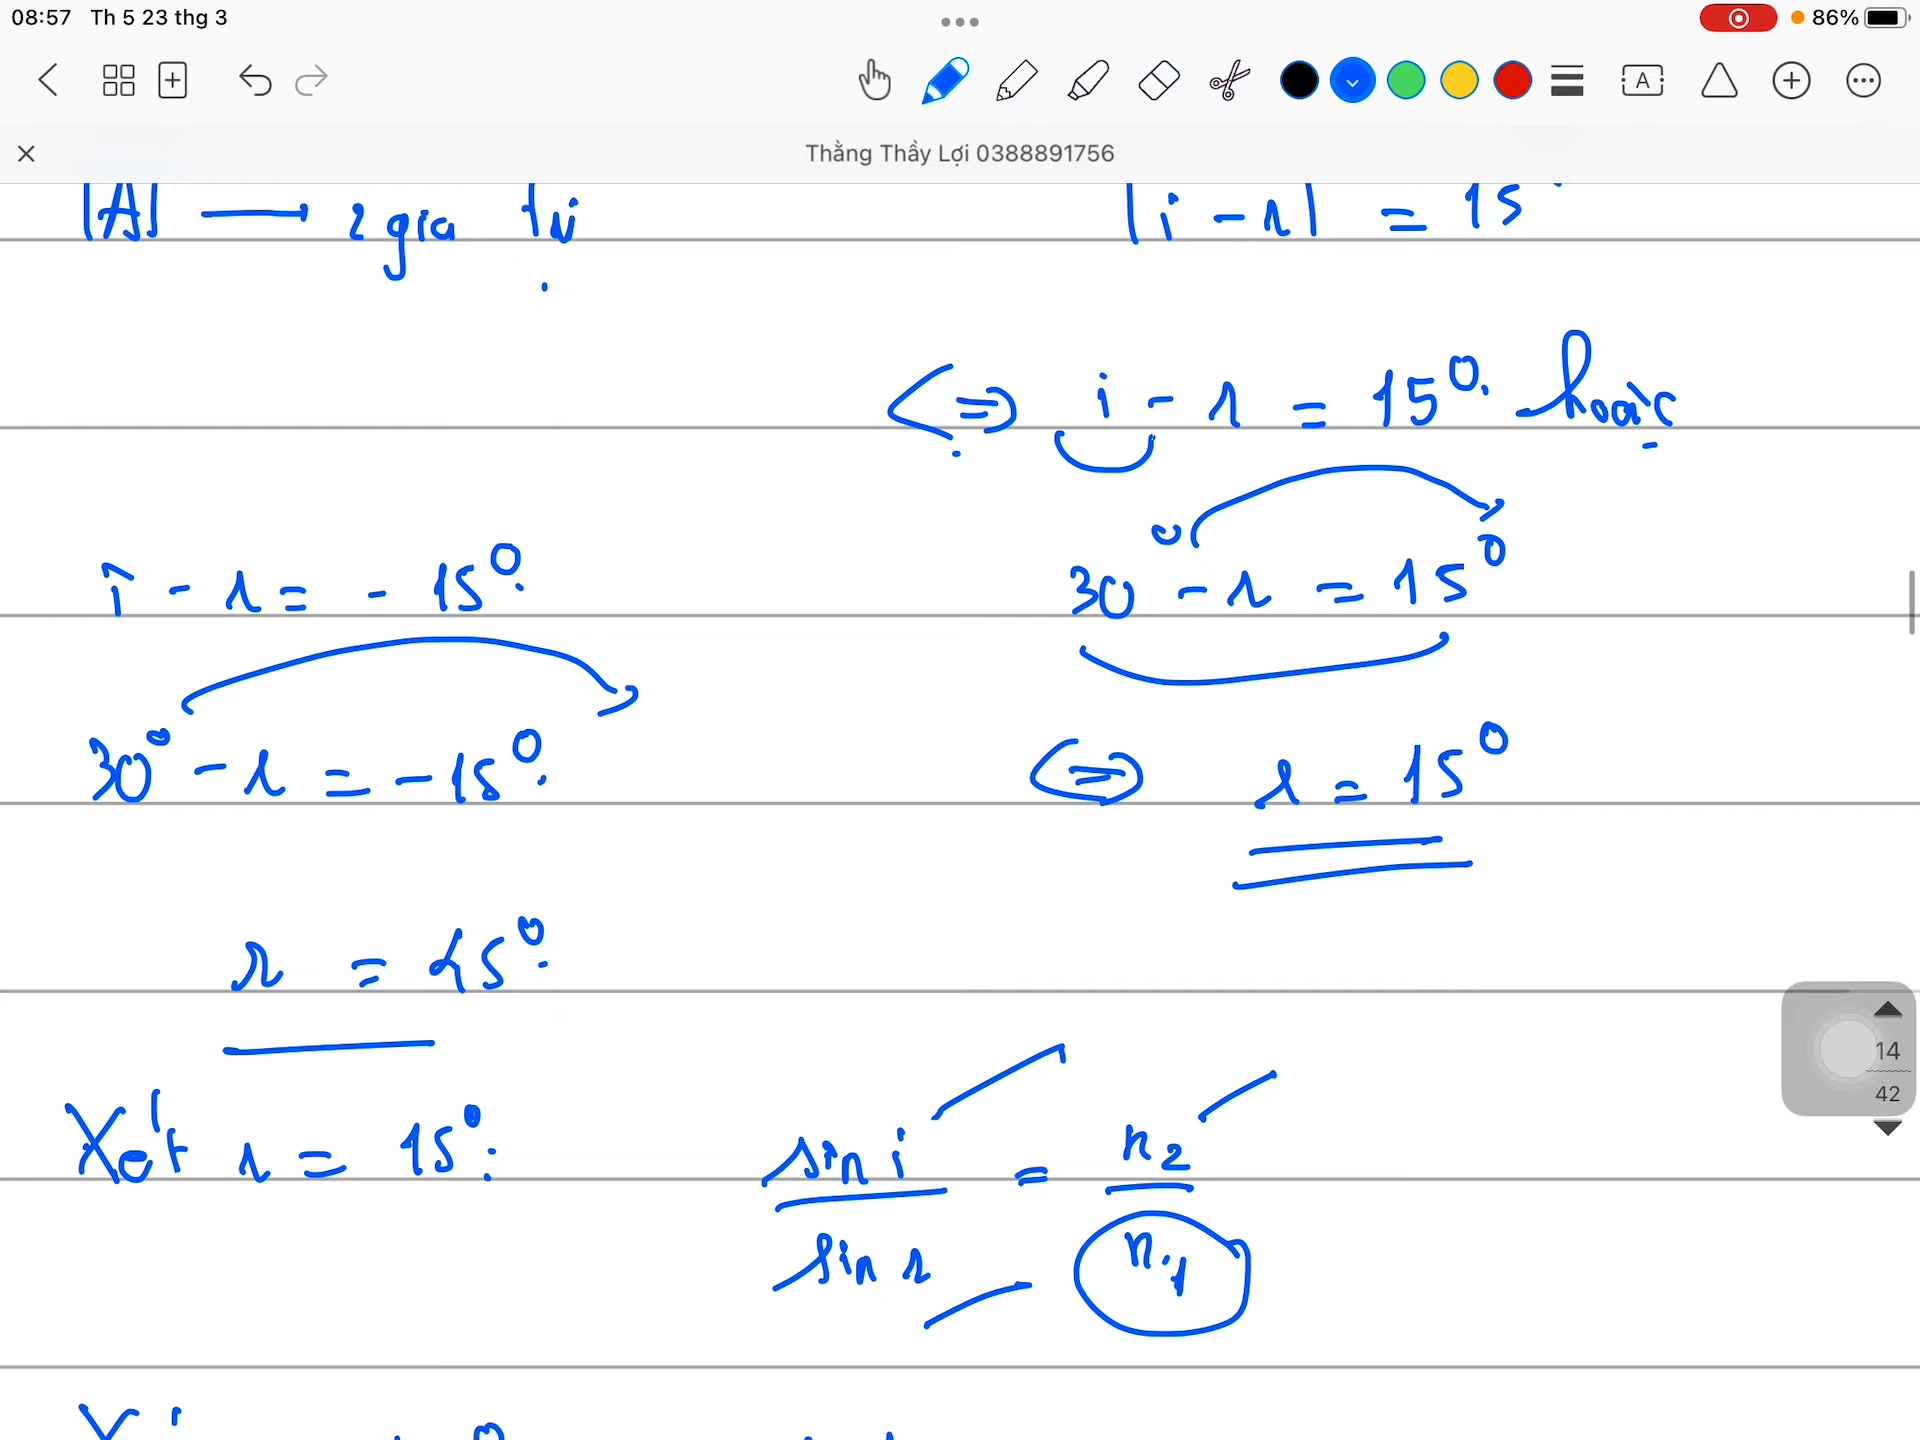 08:57 Th 5 23 thg 3 86%
A
Thằng Thầy Lợi 0388891756
|A| → 2 giá trị
|i - r| = 15°
<=> i - r = 15° hoặc
i - r = - 15°
30° - r = 15°
30° - r = -15°
<=> r = 15°
r = 45°
Xét r = 15°:
sin i / sin r = n2 / n1
14
42